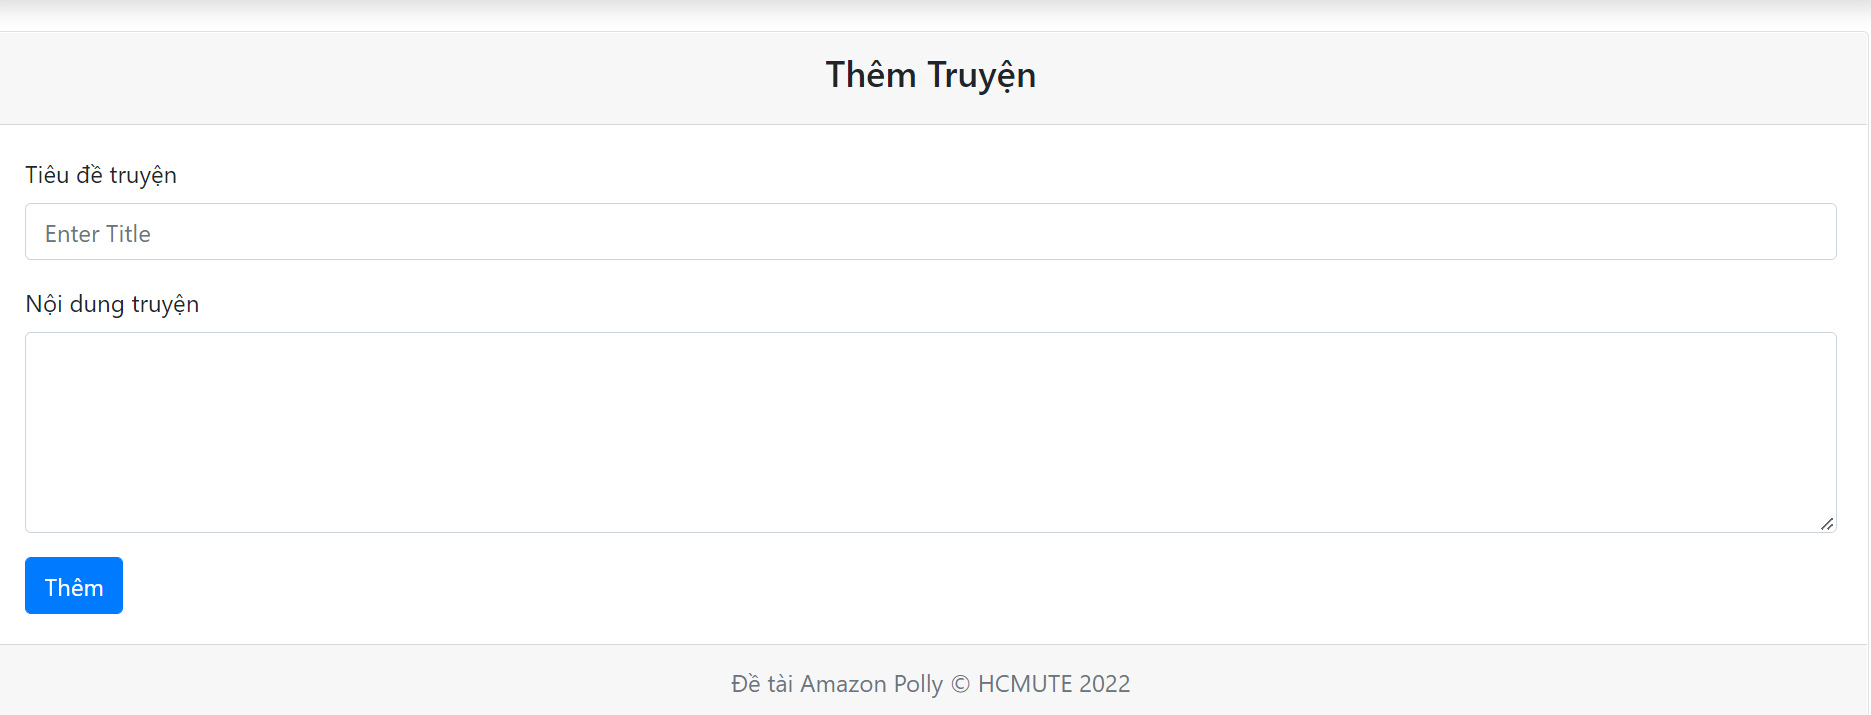 Thêm Truyện
Tiêu đề truyện
Enter Title
Nội dung truyện
Thêm
Đề tài Amazon Polly © HCMUTE 2022